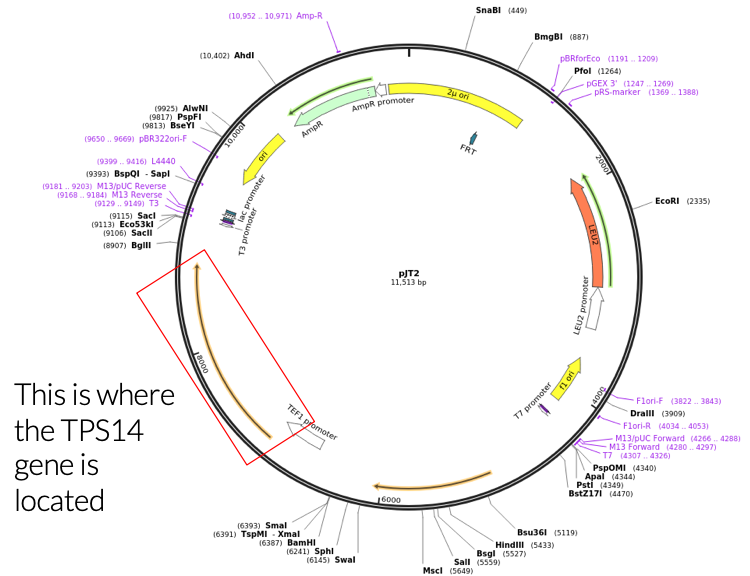 SnaBI (449)
BmgBI (887)
pBRforEco (1191 .. 1209)
PfoI (1264)
pGEX 3' (1247 .. 1269)
pRS-marker (1369 .. 1388)
2000
EcoRI (2335)
LEU2
LEU2 promoter
f1 ori
T7 promoter
4000
F1ori-F (3822 .. 3843)
DraIII (3909)
F1ori-R (4034 .. 4053)
M13/pUC Forward (4266 .. 4288)
M13 Forward (4280 .. 4297)
T7 (4307 .. 4326)
PspOMI (4340)
ApaI (4344)
PstI (4349)
BstZ17I (4470)
Bsu36I (5119)
HindIII (5433)
BsgI (5527)
SalI (5559)
MscI (5649)
6000
SwaI (6145)
SphI (6241)
BamHI (6387)
TspMI - XmaI (6391)
SmaI (6393)
TEF1 promoter
8000
(8907) BglII
(9106) SacII
(9113) Eco53kI
(9115) SacI
(9129 .. 9149) T3
(9168 .. 9184) M13 Reverse
(9181 .. 9203) M13/pUC Reverse
(9393) BspQI - SapI
(9399 .. 9416) L4440
(9650 .. 9669) pBR322ori-F
(9813) BseYI
(9817) PspFI
(9925) AlwNI
10,000
(10,402) AhdI
(10,952 .. 10,971) Amp-R
AmpR
AmpR promoter
2μ ori
FRT
ori
lac promoter
T3 promoter
pJT2
11,513 bp
This is where
the TPS14
gene is
located